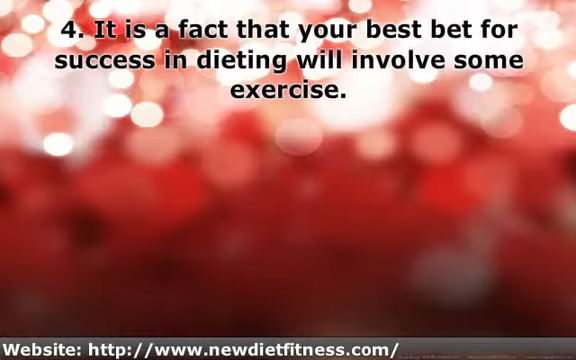 4. It is a fact that your best bet for
success in dieting will involve some
exercise.
Website: http://www.newdietfitness.com/